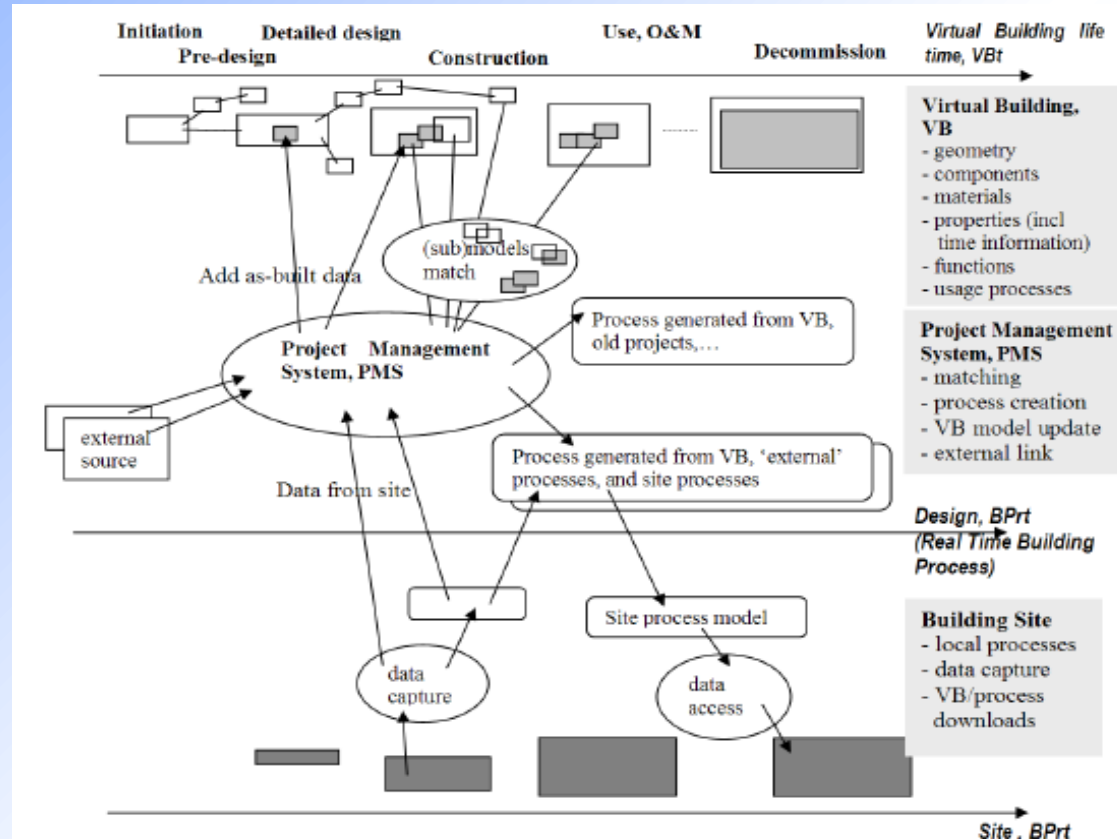 Initiation
Detailed design
Use, O&M
Pre-design
Construction
Decommission
Virtual Building life
time, VBt
Virtual Building,
VB
- geometry
- components
- materials
- properties (incl
time information)
- functions
- usage processes
(sub)models
match
Add as-built data
Project Management
System, PMS
Process generated from VB,
old projects,...
Project Management
System, PMS
- matching
- process creation
- VB model update
- external link
external
source
Data from site
Process generated from VB, 'external'
processes, and site processes
Design, BPrt
(Real Time Building
Process)
Site process model
Building Site
- local processes
- data capture
- VB/process
downloads
data
capture
data
access
Site , BPrt